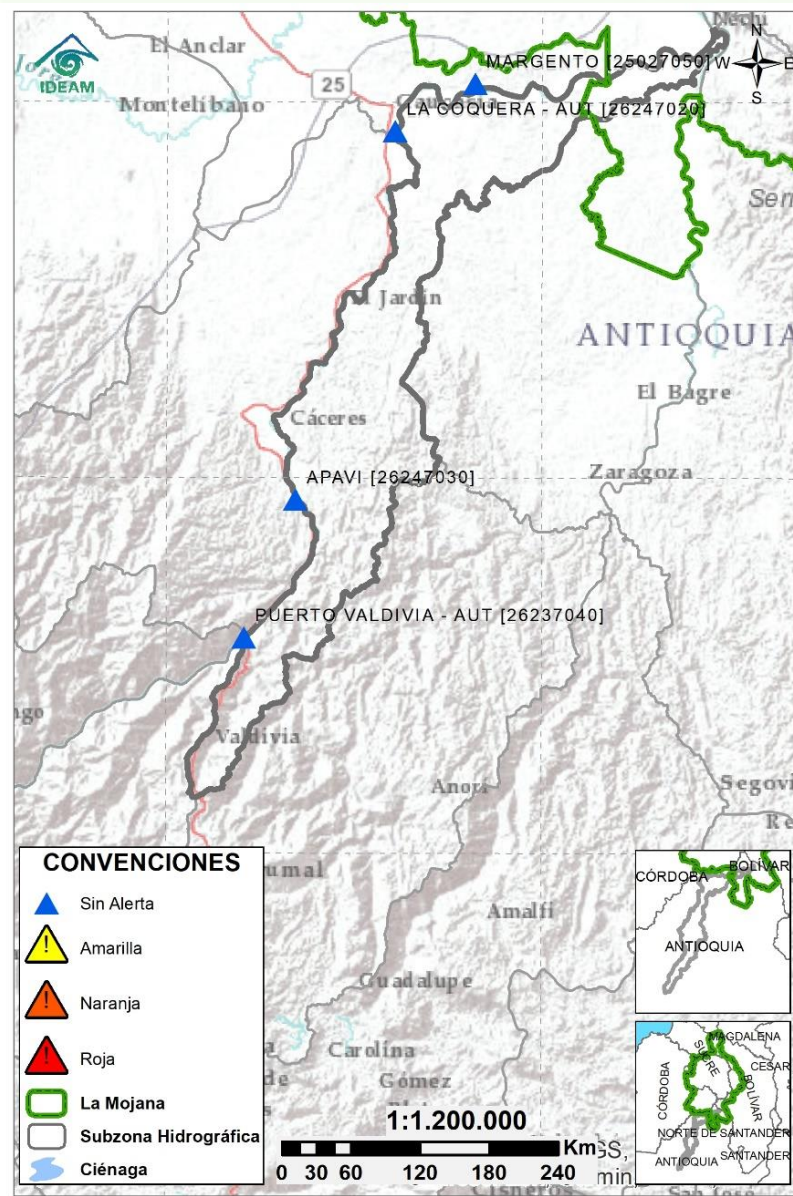 Nechí
El Anclar
N
MARGENTO [25027050]
W
E
IDEAM
25
S
Montelíbano
LA COQUERA - AUT [26247020]
El Jardín
ANTIOQUIA
El Bagre
Cáceres
Zaragoza
APAVI [26247030]
PUERTO VALDIVIA - AUT [26237040]
Valdivia
Anorí
CONVENCIONES
Sin Alerta
Amarilla
Naranja
Roja
La Mojana
Subzona Hidrográfica
Ciénaga
Amalfi
Guadalupe
Carolina
Gómez
1:1.200.000
Km
0 30 60 120 180 240
Cisneros
BOLÍVAR
CÓRDOBA
ANTIOQUIA
MAGDALENA
SUCRE
CESAR
CÓRDOBA
BOLÍVAR
NORTE DE SANTANDER
SANTANDER
ANTIOQUIA